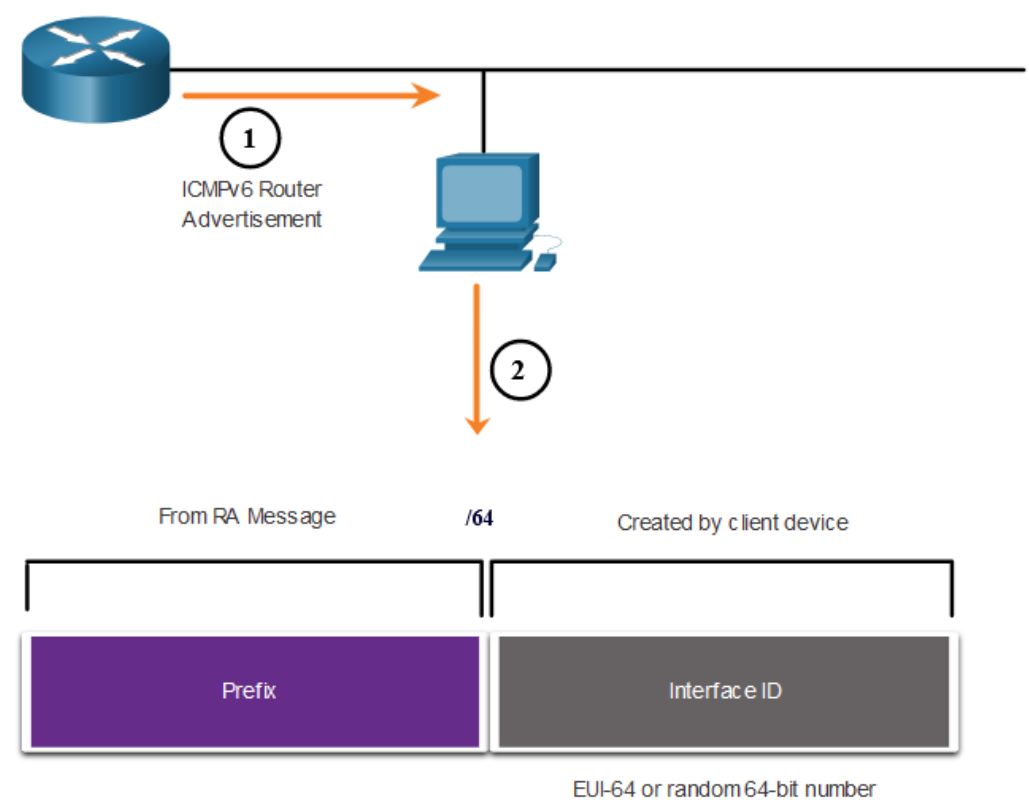 1
ICMPv6 Router
Advertisement
2
From RA Message
/64
Created by client device
Prefix
Interface ID
EUI-64 or random 64-bit number